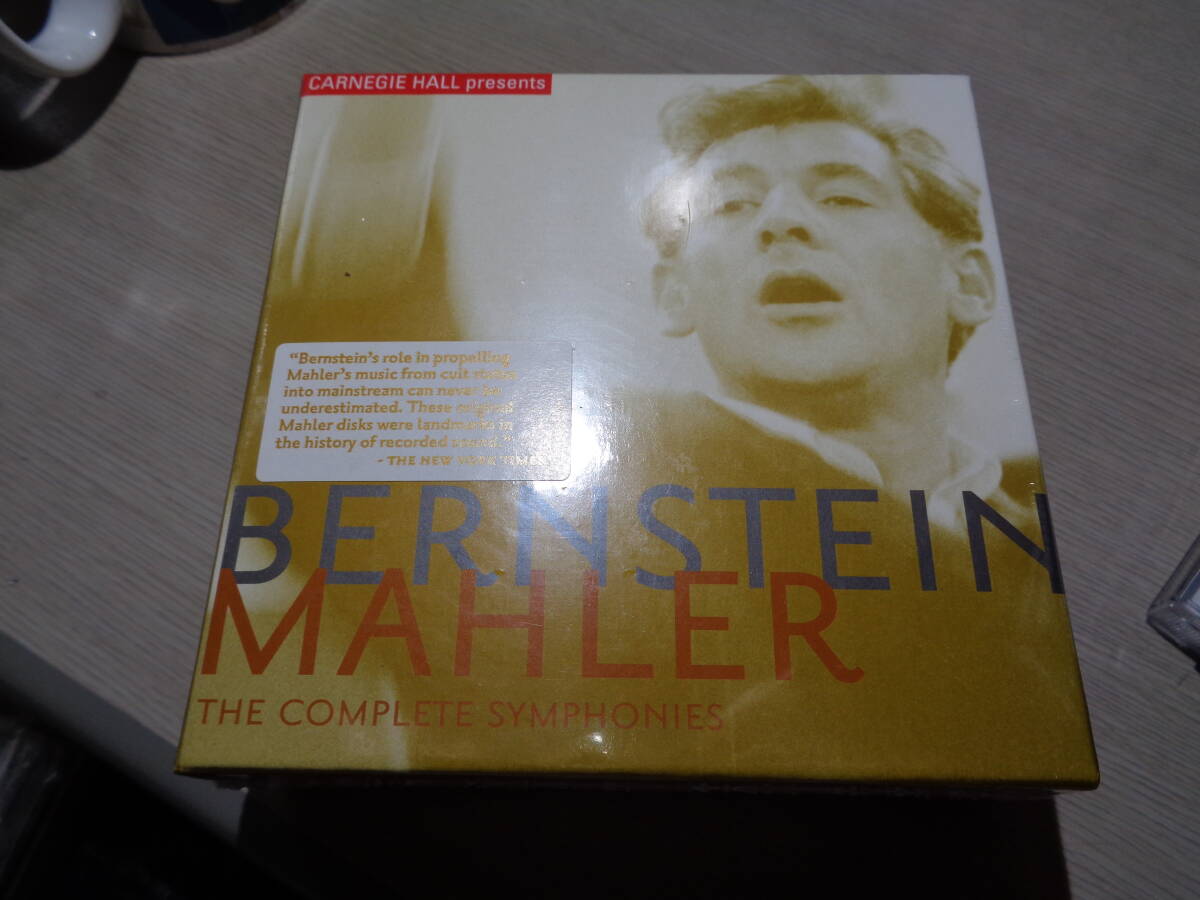 CARNEGIE HALL presents
“Bernstein's role in propelling
Mahler's music from cult status
into mainstream can never be
underestimated. These original
Mahler disks were landmarks in
the history of recorded sound.”
- THE NEW YORK TIMES
BERNSTEIN
MAHLER
THE COMPLETE SYMPHONIES